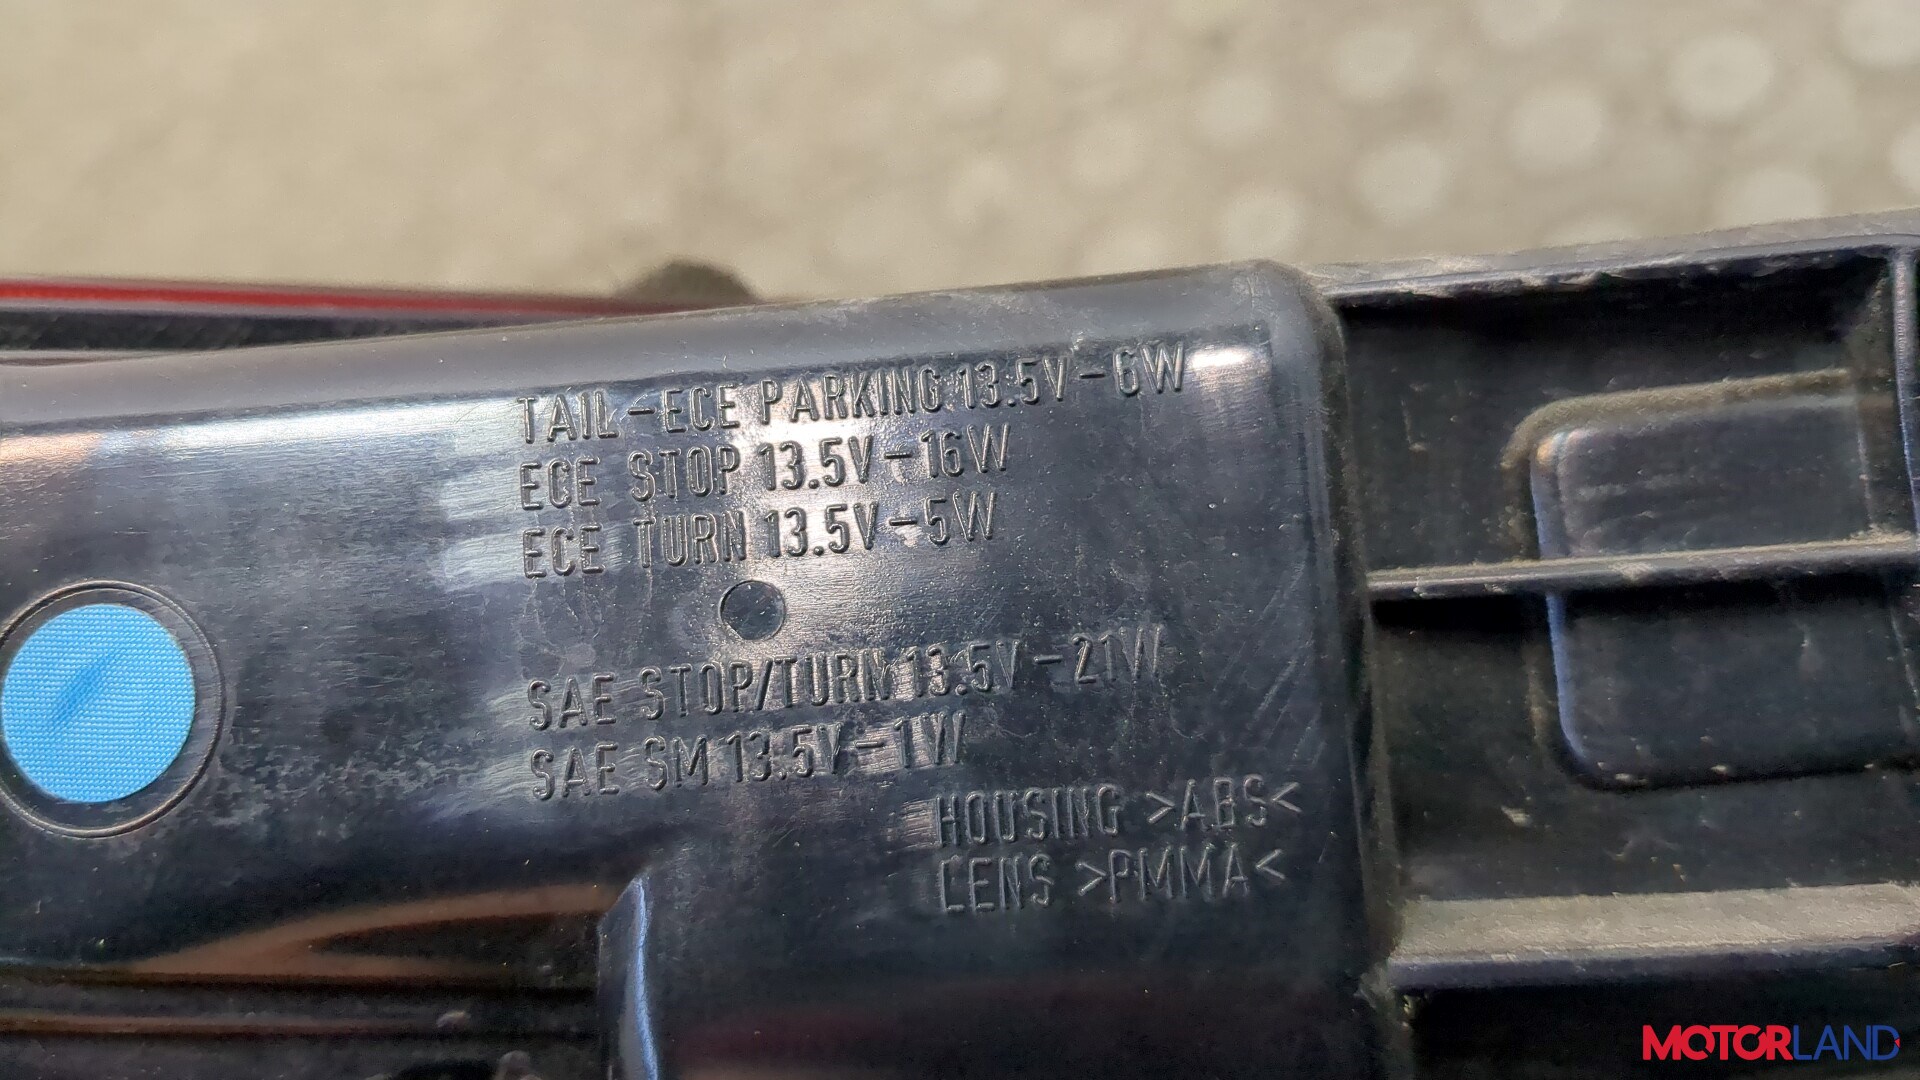 TAIL-ECE PARKING 13.5V-6W
ECE STOP 13.5V-16W
ECE TURN 13.5V-5W
SAE STOP/TURN 13.5V-21W
SAE SM 13.5V-1W
HOUSING >ABS<
LENS >PMMA<
MOTORLAND